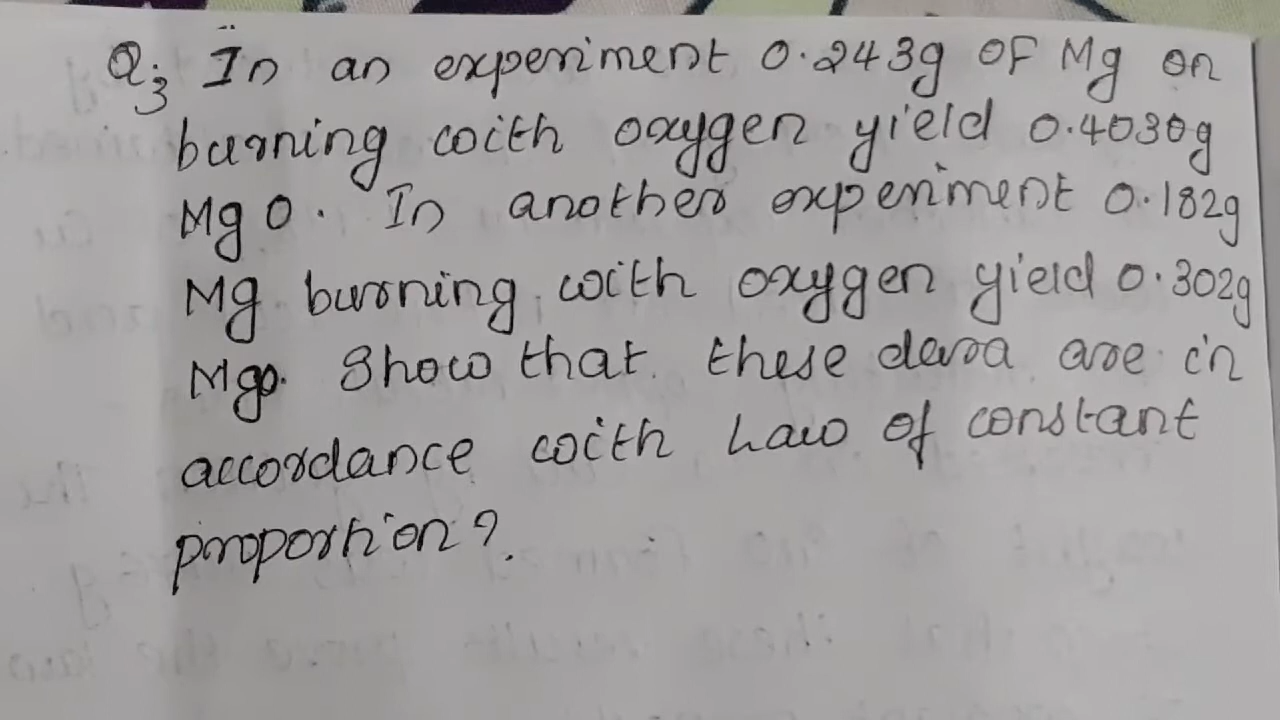 Q3 In an experiment 0.243g OF Mg on
burning with oxygen yield 0.4030g
MgO. In another experiment 0.182g
Mg burning with oxygen yield 0.302g
Mgo. Show that these dara are in
accordance with Law of constant
proportion?